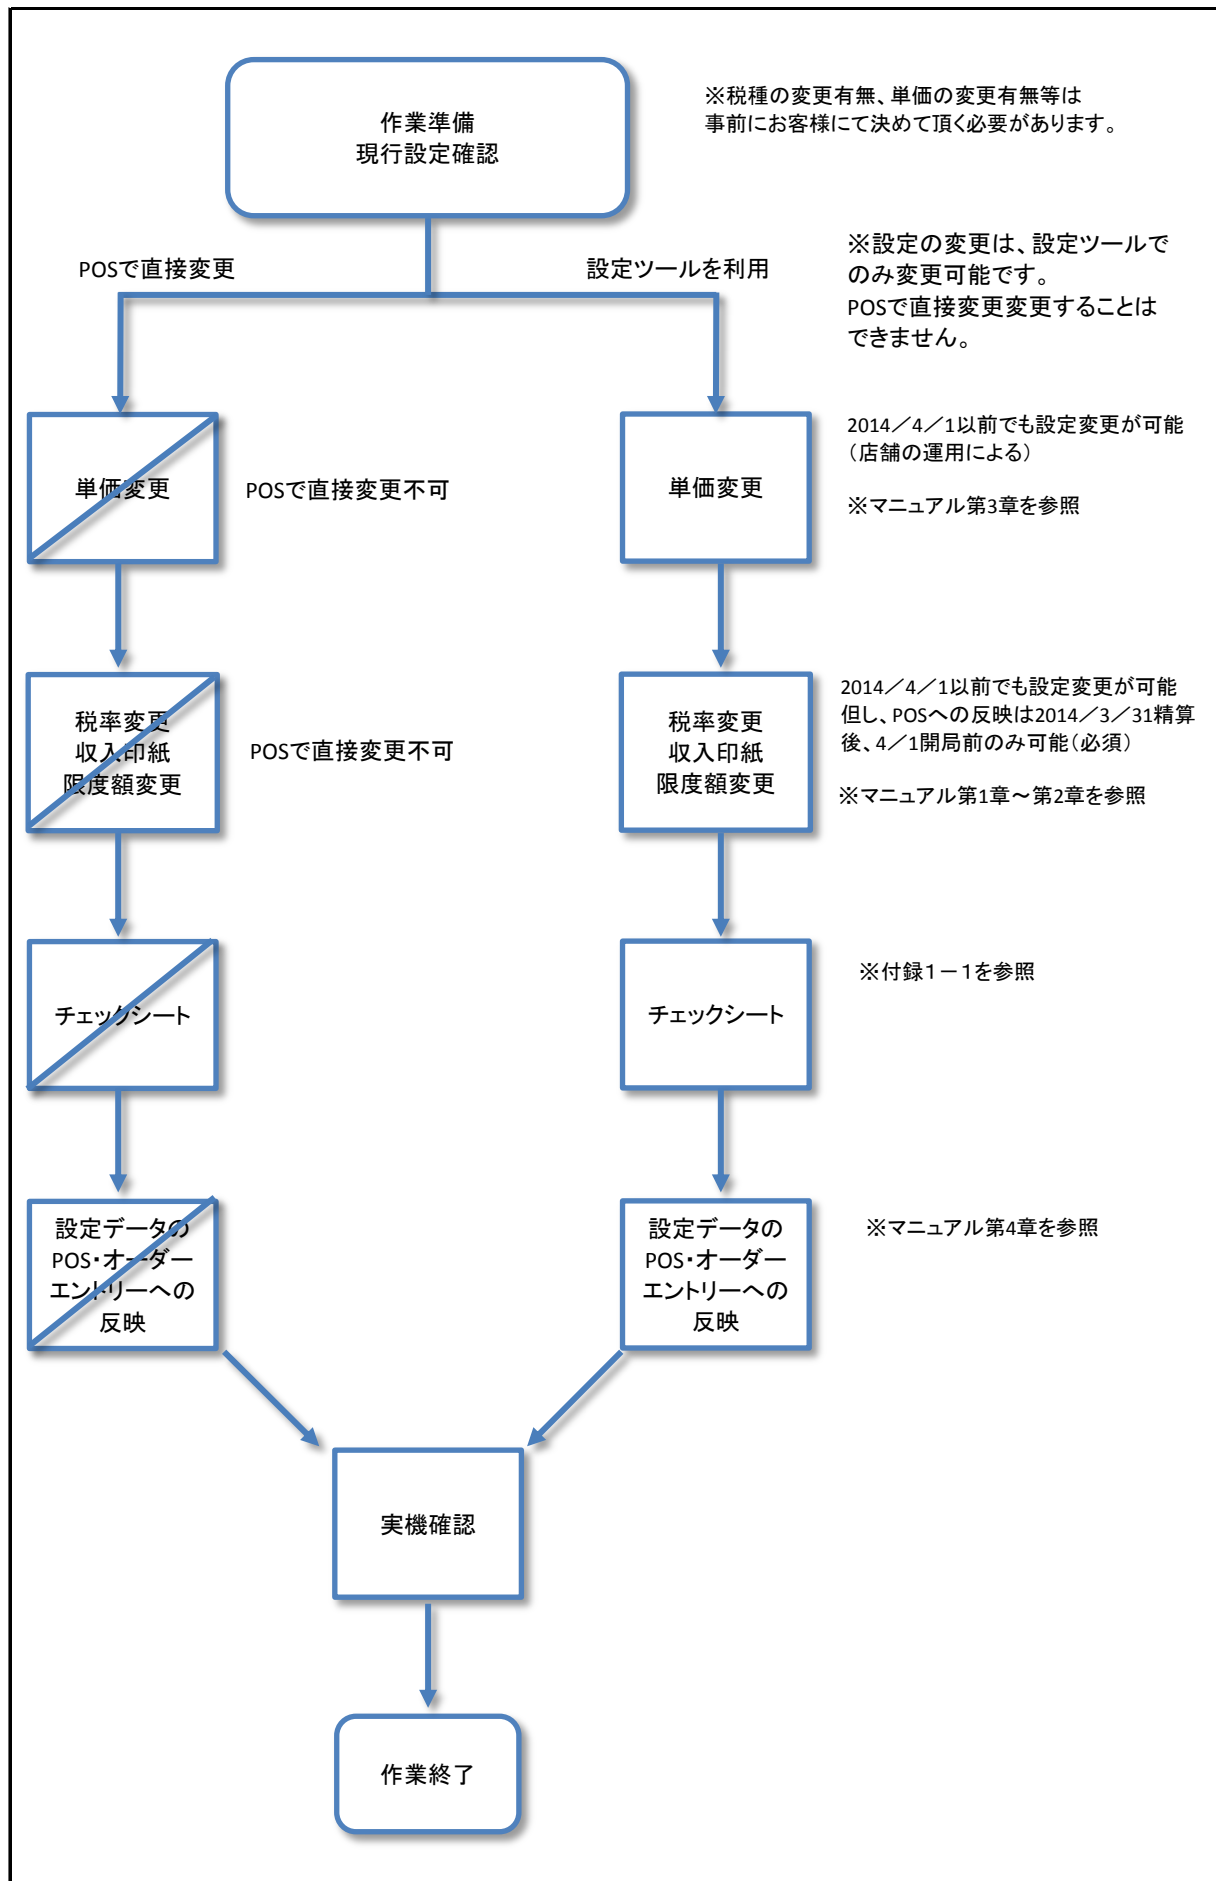 作業準備
現行設定確認
※税種の変更有無、単価の変更有無等は
事前にお客様にて決めて頂く必要があります。
POSで直接変更
設定ツールを利用
※設定の変更は、設定ツールで
のみ変更可能です。
POSで直接変更変更することは
できません。
単価変更
POSで直接変更不可
単価変更
2014／4／1以前でも設定変更が可能
（店舗の運用による）
※マニュアル第3章を参照
税率変更
収入印紙
限度額変更
POSで直接変更不可
税率変更
収入印紙
限度額変更
2014／4／1以前でも設定変更が可能
但し、POSへの反映は2014／3／31精算
後、4／1開局前のみ可能（必須）
※マニュアル第1章～第2章を参照
チェックシート
チェックシート
※付録１－１を参照
設定データの
POS・オーダー
エントリーへの
反映
設定データの
POS・オーダー
エントリーへの
反映
※マニュアル第4章を参照
実機確認
作業終了